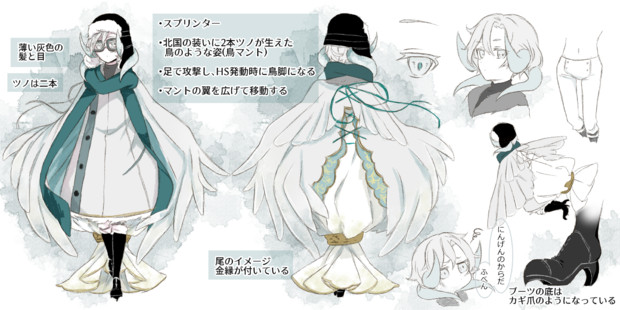 薄い灰色の
髪と目
ツノは二本
・スプリンター
・北国の装いに2本ツノが生えた
鳥のような姿(鳥マント)
・足で攻撃し、HS発動時に鳥脚になる
・マントの翼を広げて移動する
尾のイメージ
金縁が付いている
にんげんのからだ
ふべん
ブーツの底は
カギ爪のようになっている